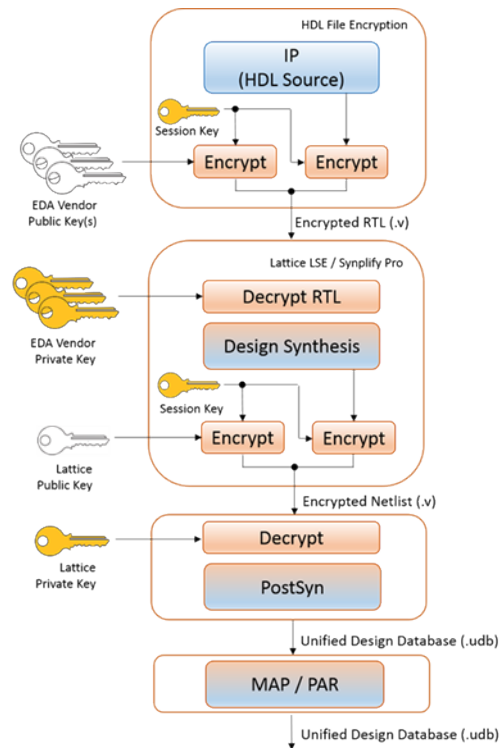 HDL File Encryption
IP
(HDL Source)
Session Key
Encrypt
Encrypt
EDA Vendor
Public Key(s)
Encrypted RTL (.v)
Lattice LSE / Synplify Pro
Decrypt RTL
EDA Vendor
Private Key
Design Synthesis
Session Key
Encrypt
Encrypt
Lattice
Public Key
Encrypted Netlist (.v)
Decrypt
Lattice
Private Key
PostSyn
Unified Design Database (.udb)
MAP / PAR
Unified Design Database (.udb)